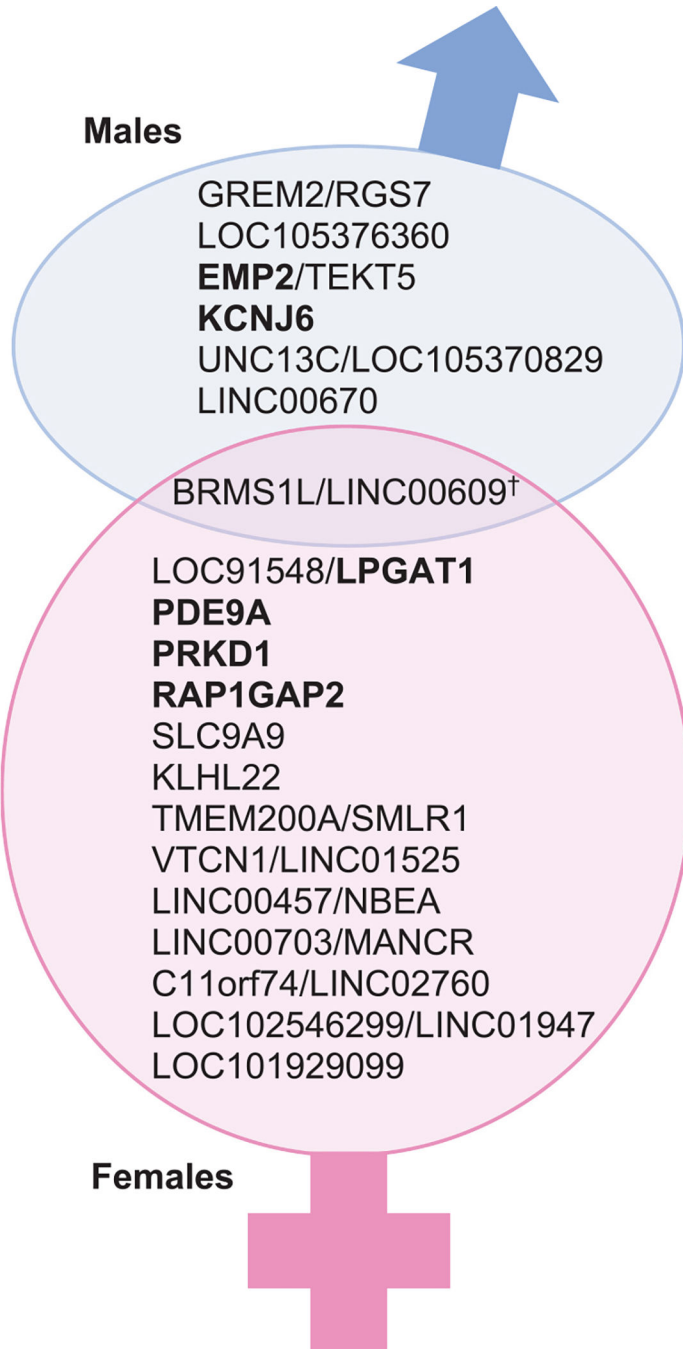 Males
GREM2/RGS7
LOC105376360
EMP2/TEKT5
KCNJ6
UNC13C/LOC105370829
LINC00670
BRMS1L/LINC00609†
LOC91548/LPGAT1
PDE9A
PRKD1
RAP1GAP2
SLC9A9
KLHL22
TMEM200A/SMLR1
VTCN1/LINC01525
LINC00457/NBEA
LINC00703/MANCR
C11orf74/LINC02760
LOC102546299/LINC01947
LOC101929099
Females